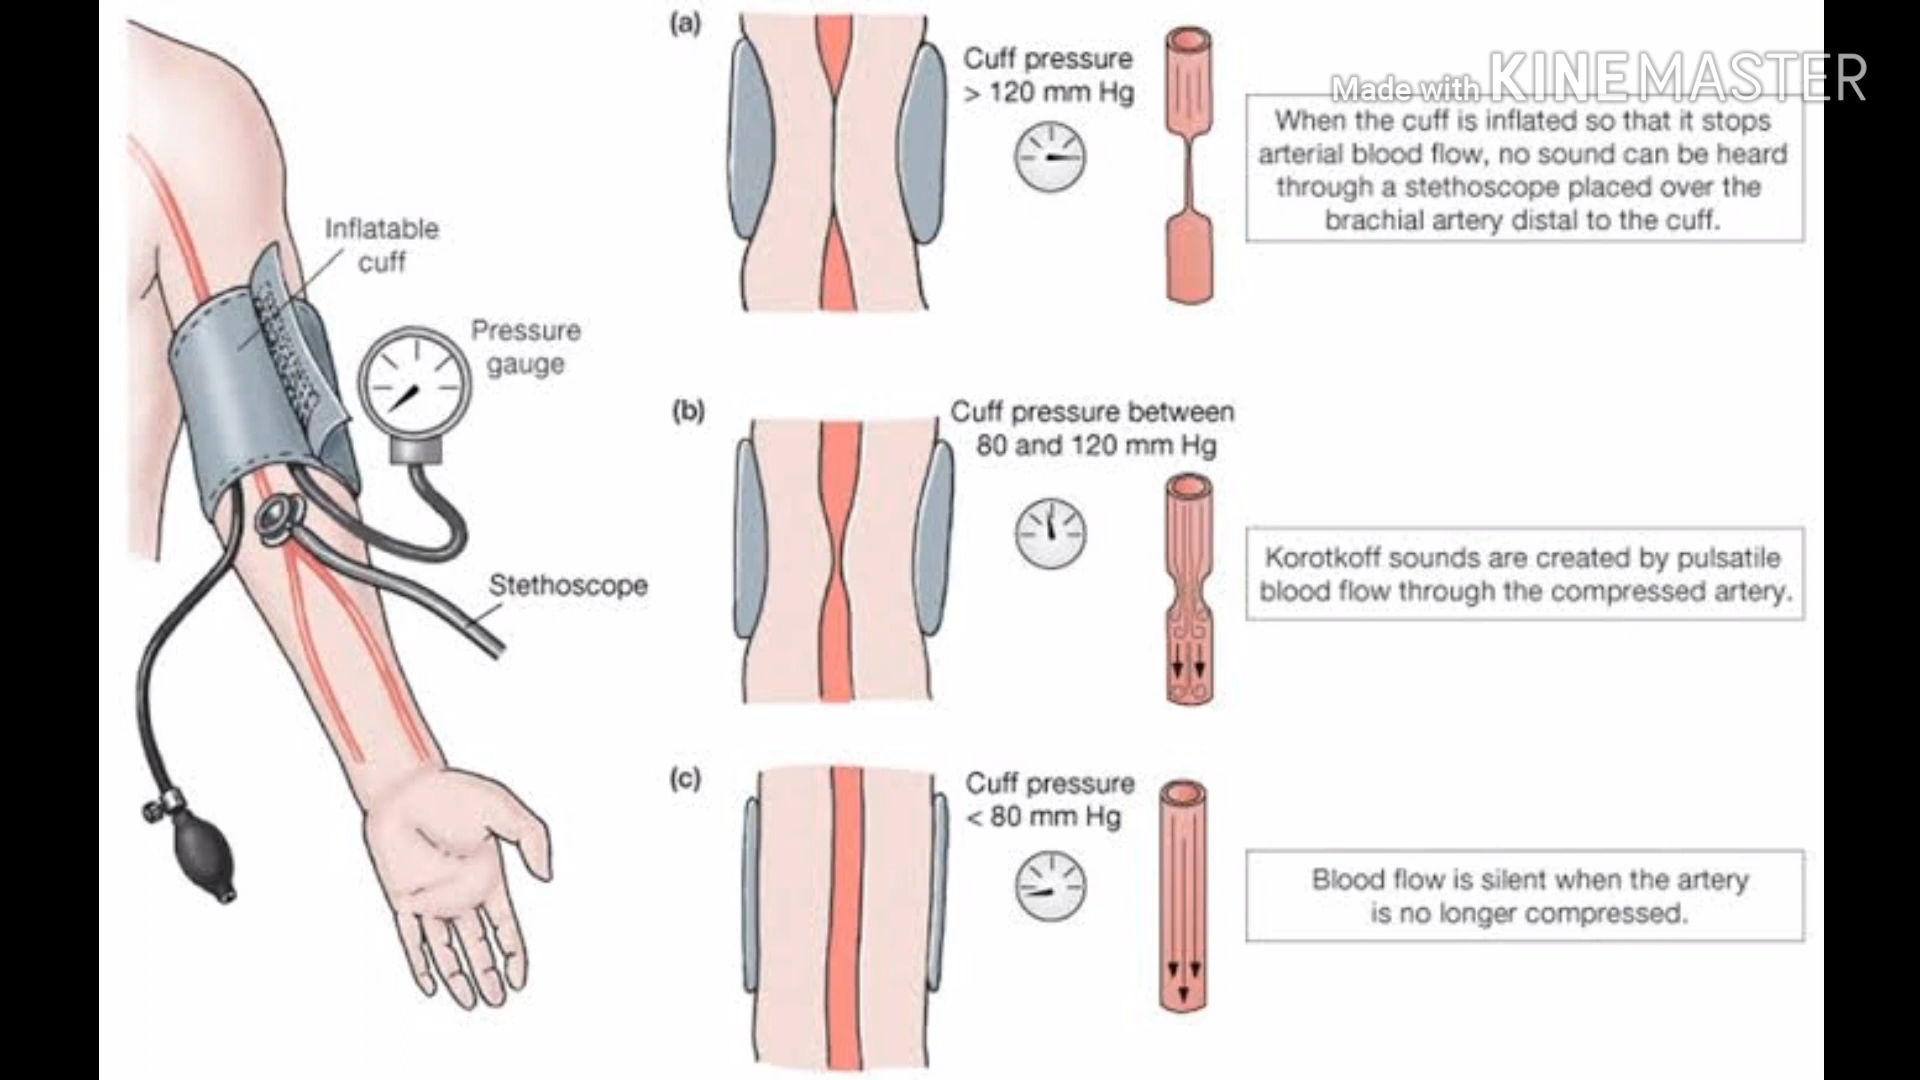 Inflatable
cuff
Pressure
gauge
Stethoscope
(a)
Cuff pressure
> 120 mm Hg
Made with KINEMASTER
When the cuff is inflated so that it stops
arterial blood flow, no sound can be heard
through a stethoscope placed over the
brachial artery distal to the cuff.
(b)
Cuff pressure between
80 and 120 mm Hg
Korotkoff sounds are created by pulsatile
blood flow through the compressed artery.
(c)
Cuff pressure
< 80 mm Hg
Blood flow is silent when the artery
is no longer compressed.